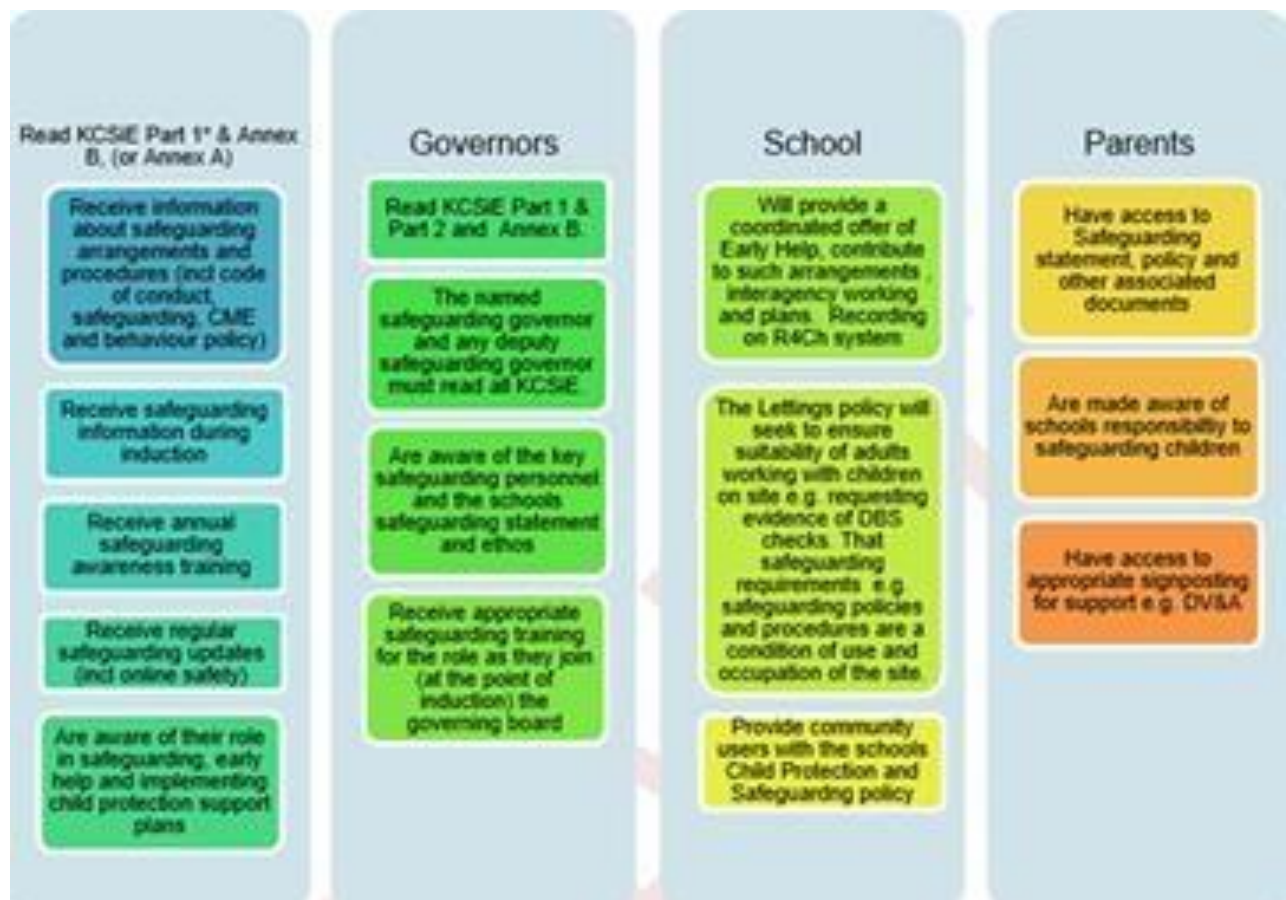 Read KCSiE Part 1* & Annex
B, (or Annex A)
Receive information
about safeguarding
arrangements and
procedures (incl code
of conduct,
safeguarding, CME
and behaviour policy)
Receive safeguarding
information during
induction
Receive annual
safeguarding
awareness training
Receive regular
safeguarding updates
(incl online safety)
Are aware of their role
in safeguarding, early
help and implementing
child protection support
plans
Governors
Read KCSiE Part 1 &
Part 2 and Annex B
The named
safeguarding governor
and any deputy
safeguarding governor
must read all KCSiE.
Are aware of the key
safeguarding personnel
and the schools
safeguarding statement
and ethos
Receive appropriate
safeguarding training
for the role as they join
(at the point of
induction) the
governing board
School
Will provide a
coordinated offer of
Early Help, contribute
to such arrangements ,
interagency working
and plans. Recording
on R4Ch system
The Lettings policy will
seek to ensure
suitability of adults
working with children
on site e.g. requesting
evidence of DBS
checks. That
safeguarding
requirements e.g
safeguarding policies
and procedures are a
condition of use and
occupation of the site.
Provide community
users with the schools
Child Protection and
Safeguardng policy
Parents
Have access to
Safeguarding
statement, policy and
other associated
documents
Are made aware of
schools responsibiltiy to
safeguarding children
Have access to
appropriate signposting
for support e.g. DV&A